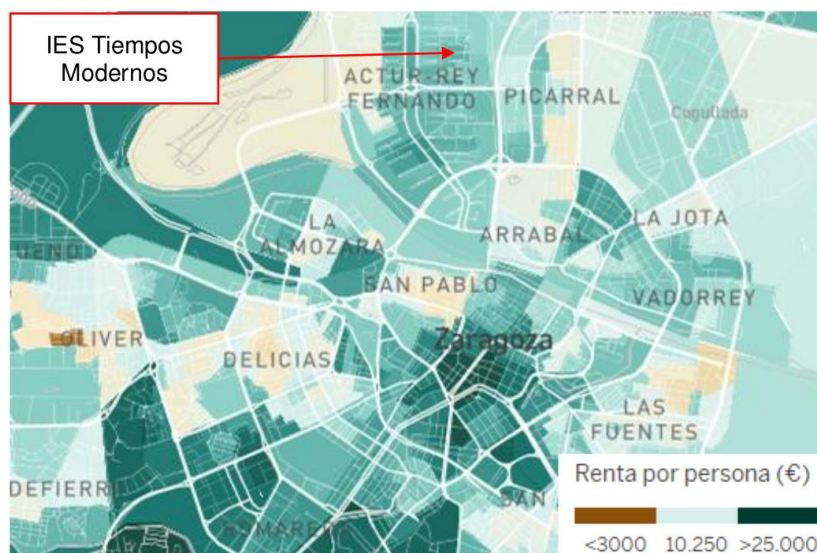 IES Tiempos
Modernos
ACTUR-REY
FERNANDO
PICARRAL
Cogullada
LA
ALMOZARA
ARRABAL
LA JOTA
SAN PABLO
VADORREY
OLIVER
Zaragoza
DELICIAS
LAS
FUENTES
SAN
Renta por persona (€)
<3000 10.250 >25.000